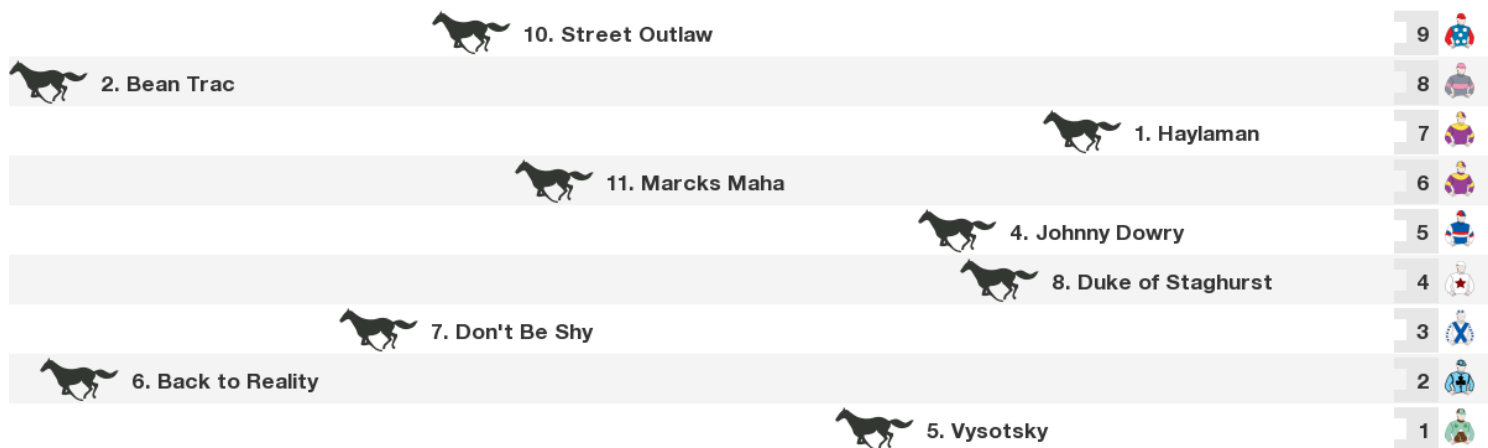 10. Street Outlaw 9
2. Bean Trac 8
1. Haylaman 7
11. Marcks Maha 6
4. Johnny Dowry 5
8. Duke of Staghurst 4
7. Don't Be Shy 3
6. Back to Reality 2
5. Vysotsky 1